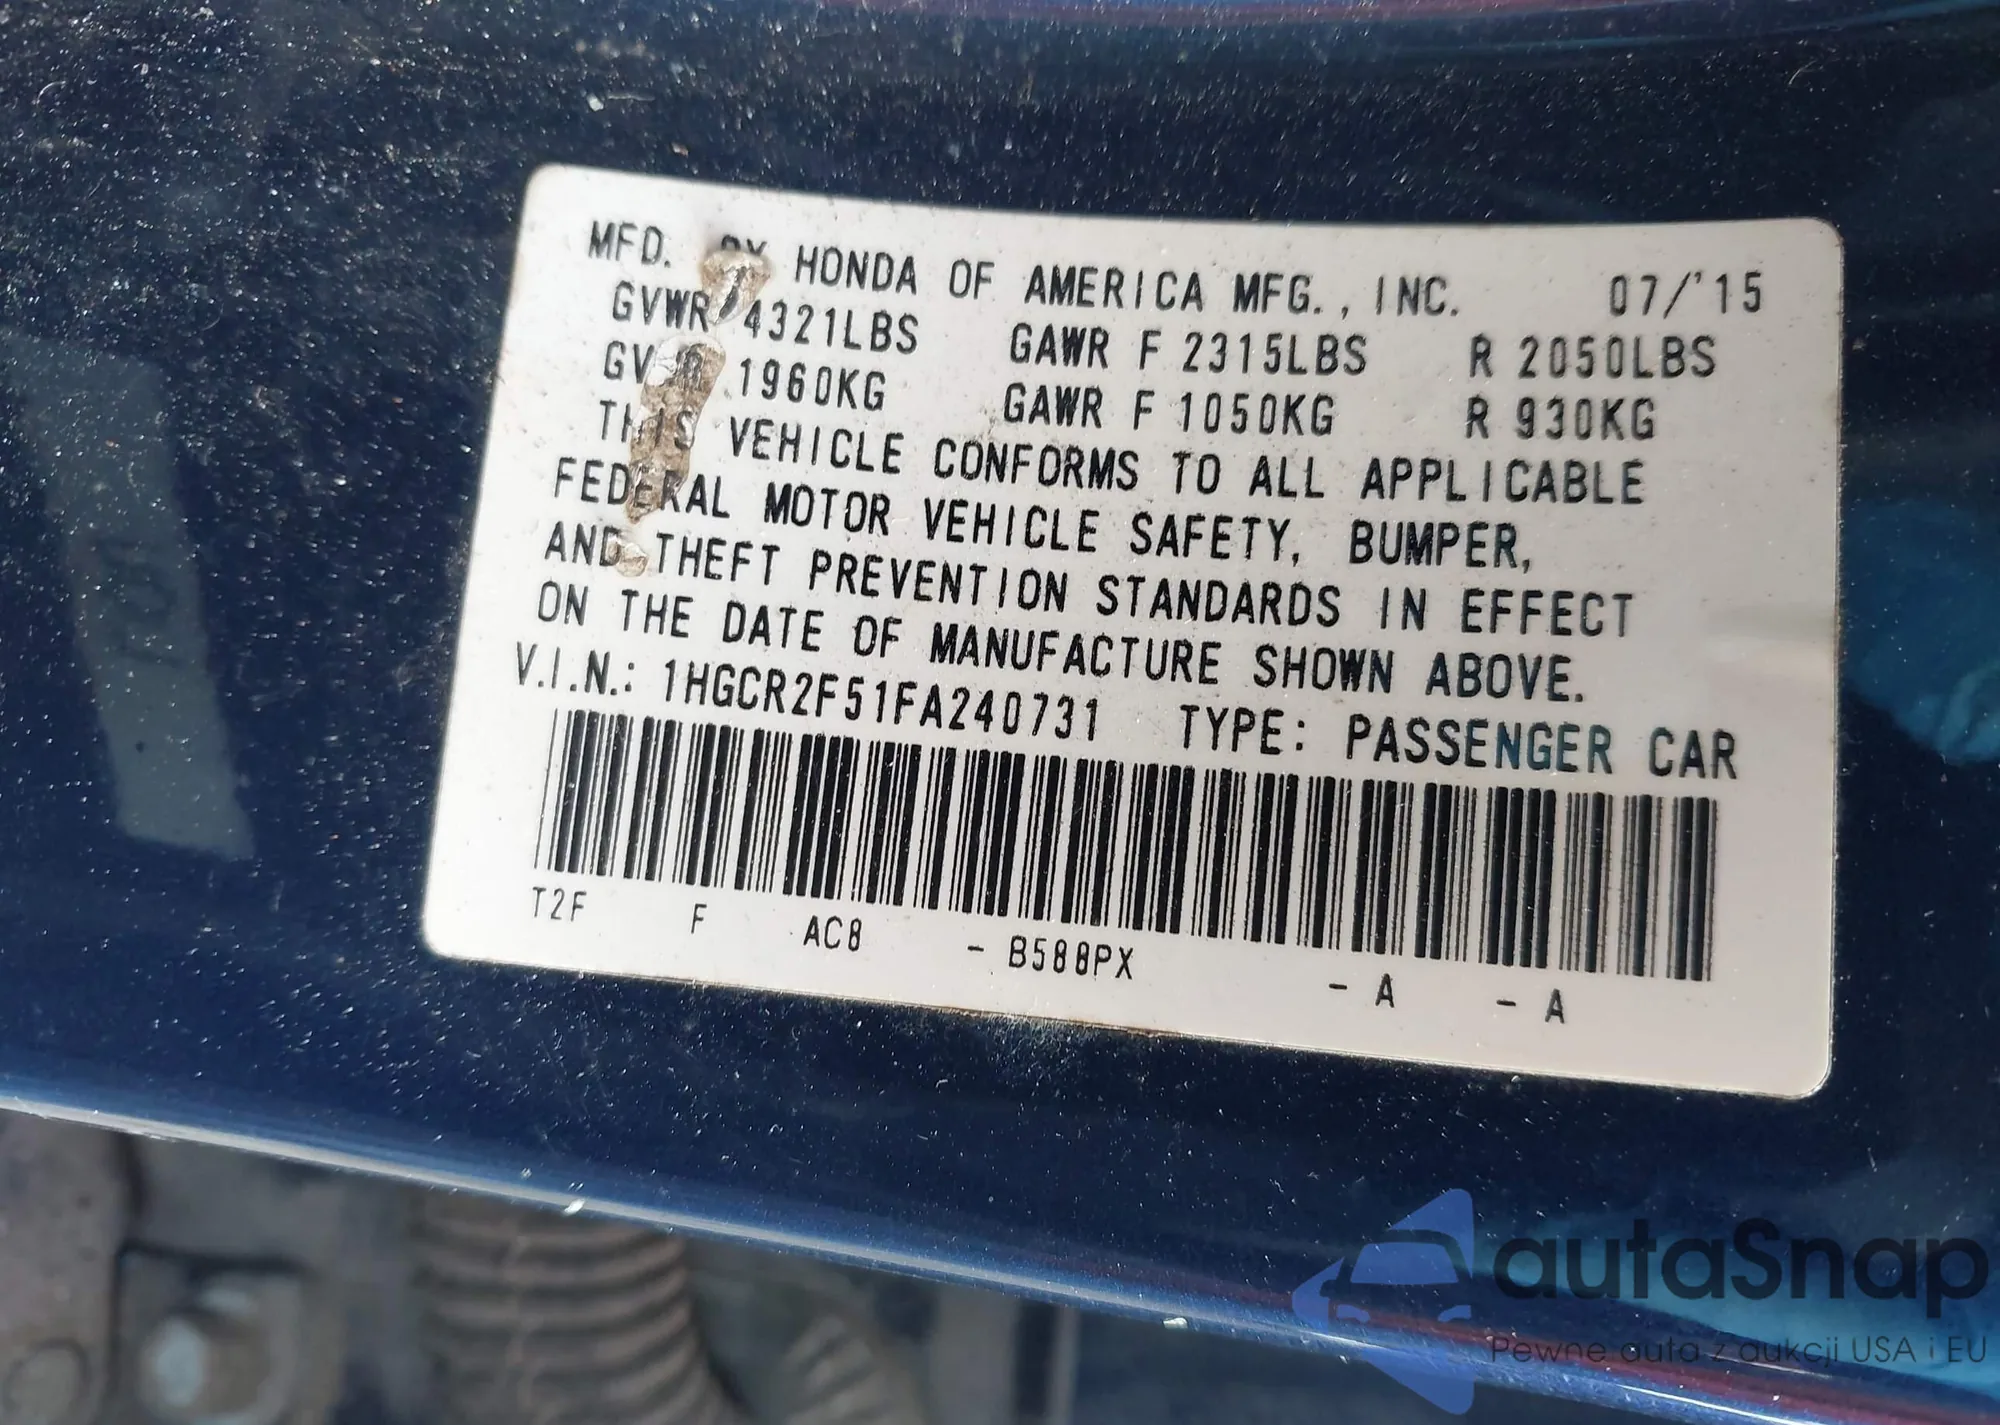 MFD. BY HONDA OF AMERICA MFG., INC. 07/'15
GVWR 4321LBS GAWR F 2315LBS R 2050LBS
GVWR 1960KG GAWR F 1050KG R 930KG
THIS VEHICLE CONFORMS TO ALL APPLICABLE
FEDERAL MOTOR VEHICLE SAFETY, BUMPER,
AND THEFT PREVENTION STANDARDS IN EFFECT
ON THE DATE OF MANUFACTURE SHOWN ABOVE.
V.I.N.: 1HGCR2F51FA240731 TYPE: PASSENGER CAR
T2F F AC8 - B588PX - A - A
autaSnap
Pewne auta z aukcji USA i EU